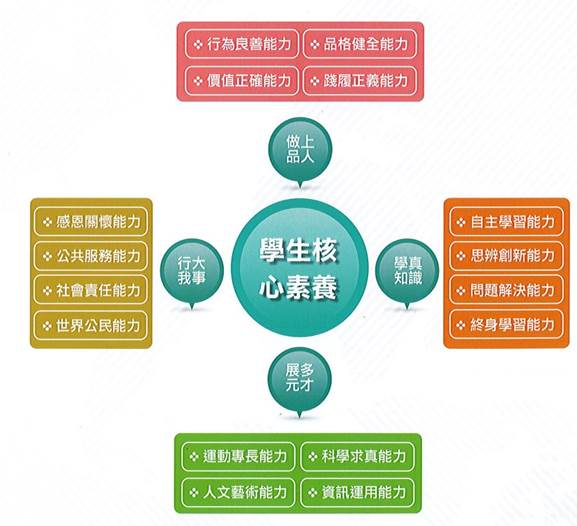 行為良善能力
品格健全能力
價值正確能力
踐履正義能力
做上
品人
感恩關懷能力
公共服務能力
社會責任能力
世界公民能力
行大
我事
學生核
心素養
學真
知識
自主學習能力
思辨創新能力
問題解決能力
終身學習能力
展多
元才
運動專長能力
科學求真能力
人文藝術能力
資訊運用能力